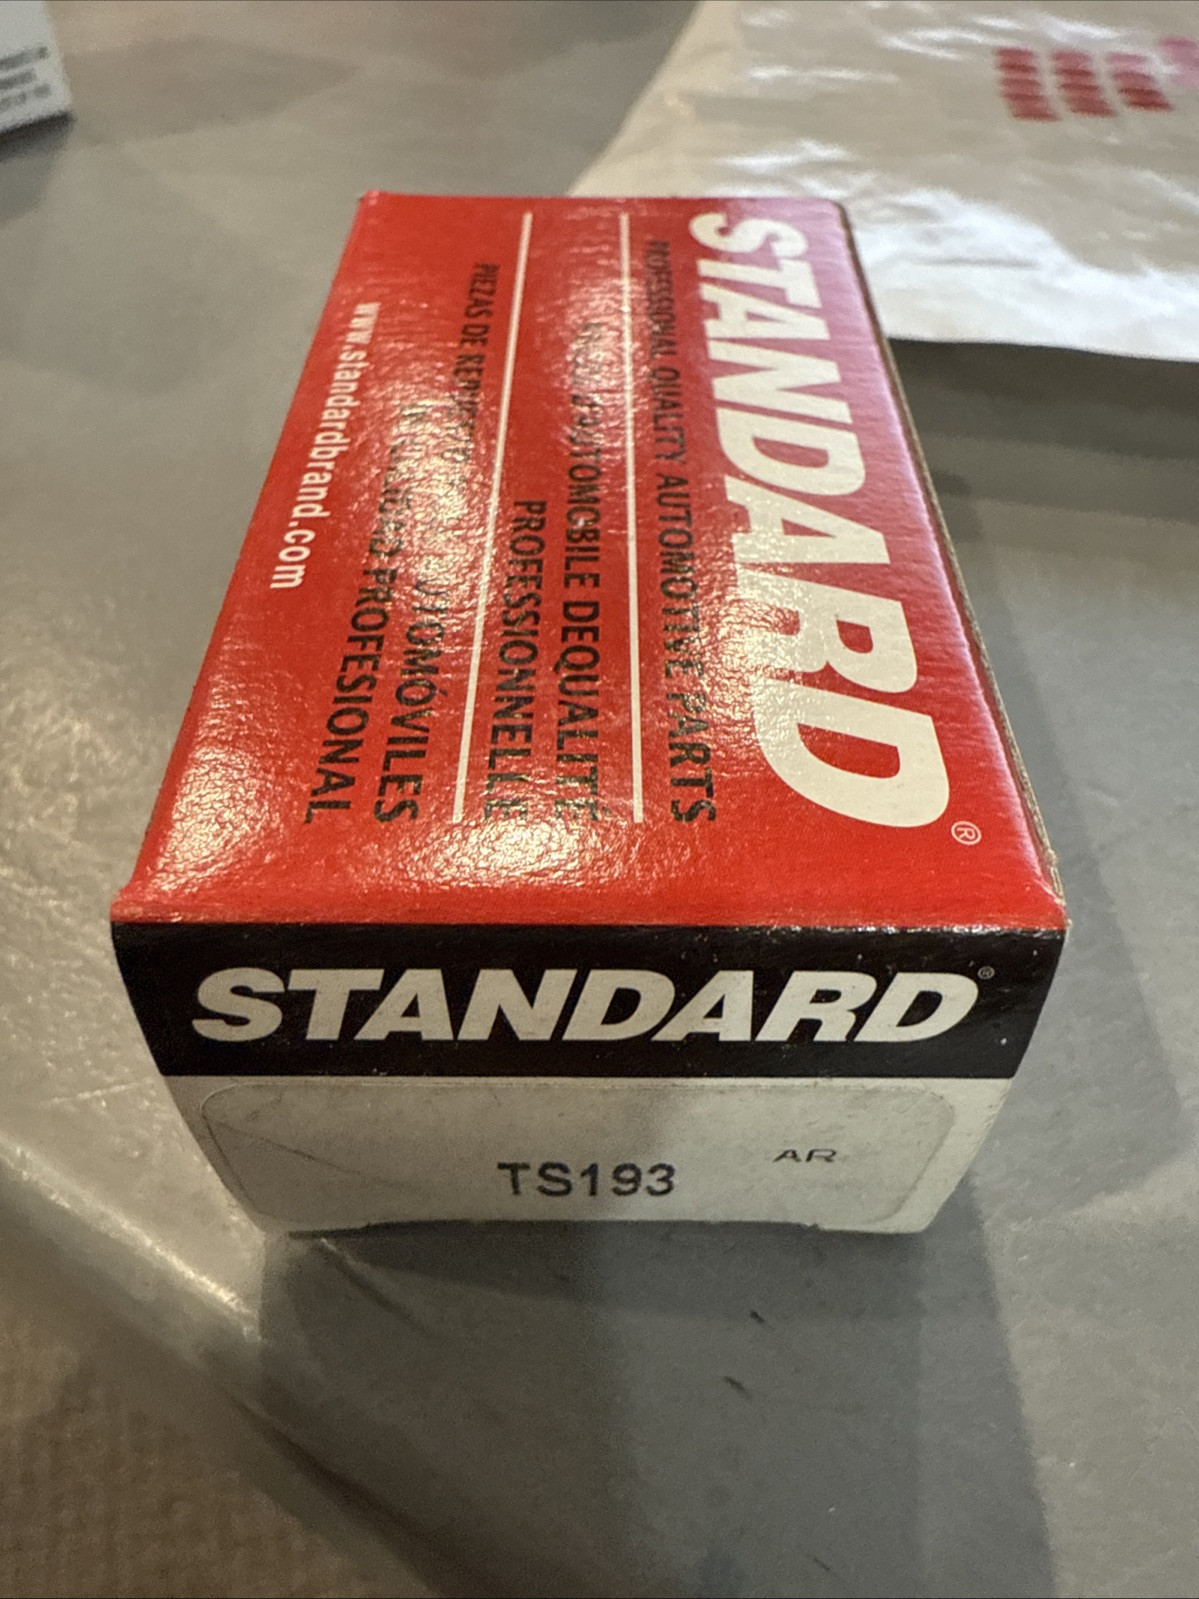 STANDARD®
PROFESSIONAL QUALITY AUTOMOTIVE PARTS
D'AUTOMOBILE DEQUALITÉ
PROFESSIONNELLE
PIEZAS DE
AUTOMÓVILES
PROFESIONAL
www.standardbrand.com
STANDARD®
AR
TS193